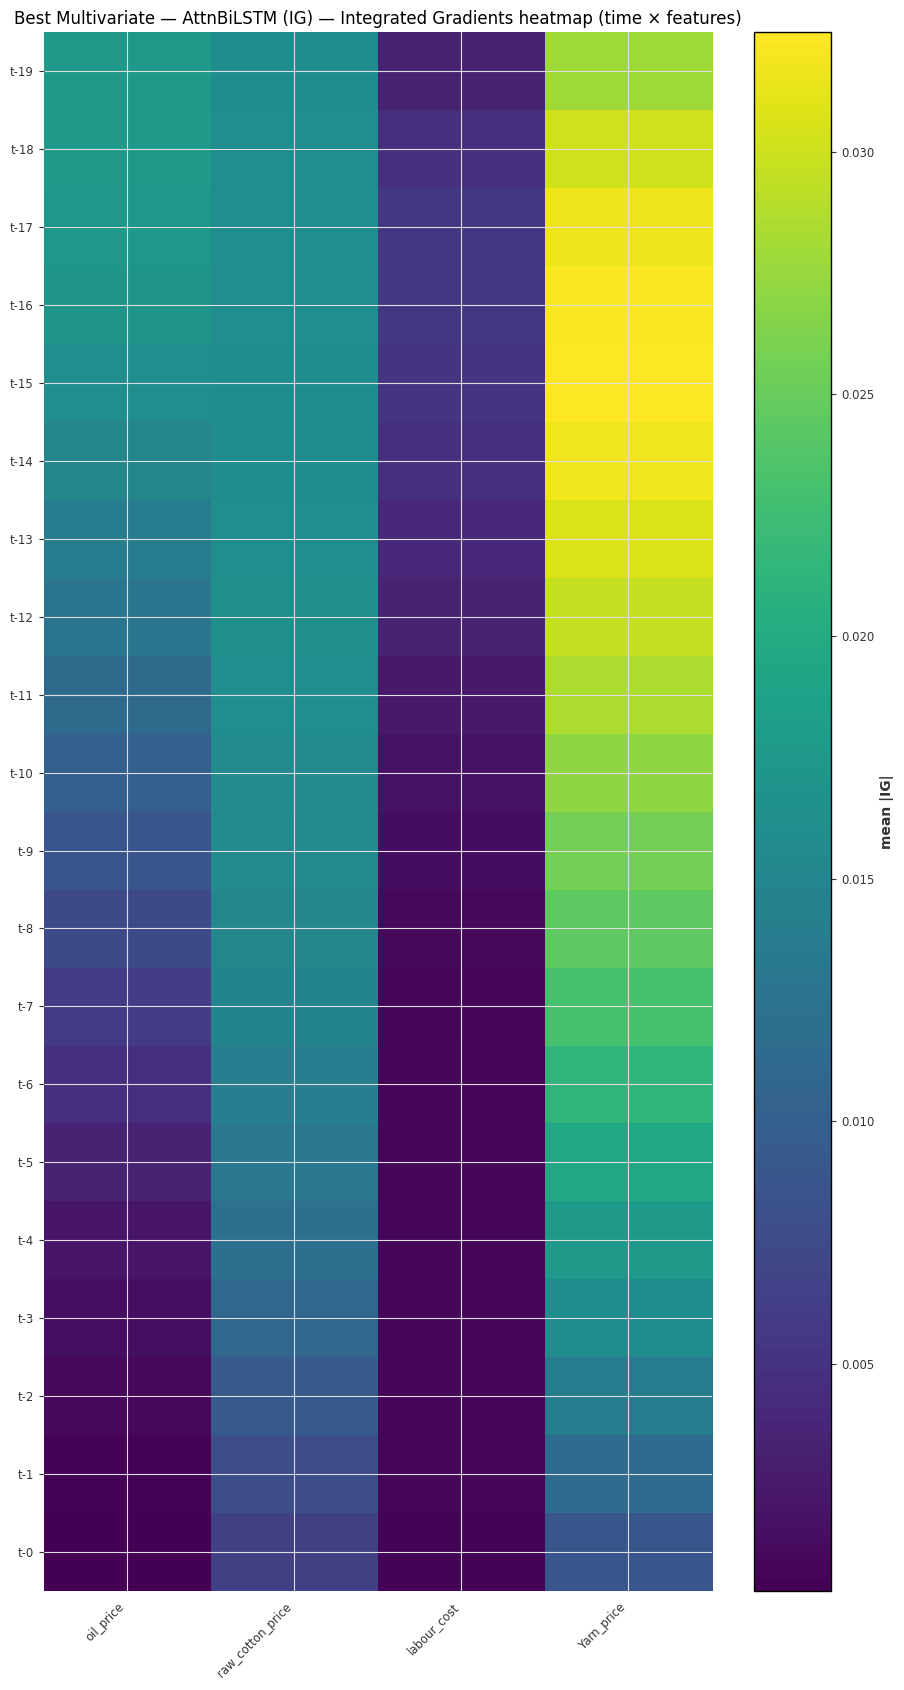 Best Multivariate — AttnBiLSTM (IG) — Integrated Gradients heatmap (time × features)
t-19
t-18
t-17
t-16
t-15
t-14
t-13
t-12
t-11
t-10
t-9
t-8
t-7
t-6
t-5
t-4
t-3
t-2
t-1
t-0
oil_price
raw_cotton_price
labour_cost
Yarn_price
0.030
0.025
0.020
0.015
0.010
0.005
mean |IG|